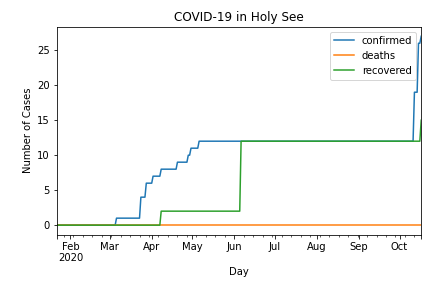 COVID-19 in Holy See
confirmed
deaths
recovered
Number of Cases
25
20
15
10
5
0
Feb Mar Apr May Jun Jul Aug Sep Oct
2020
Day